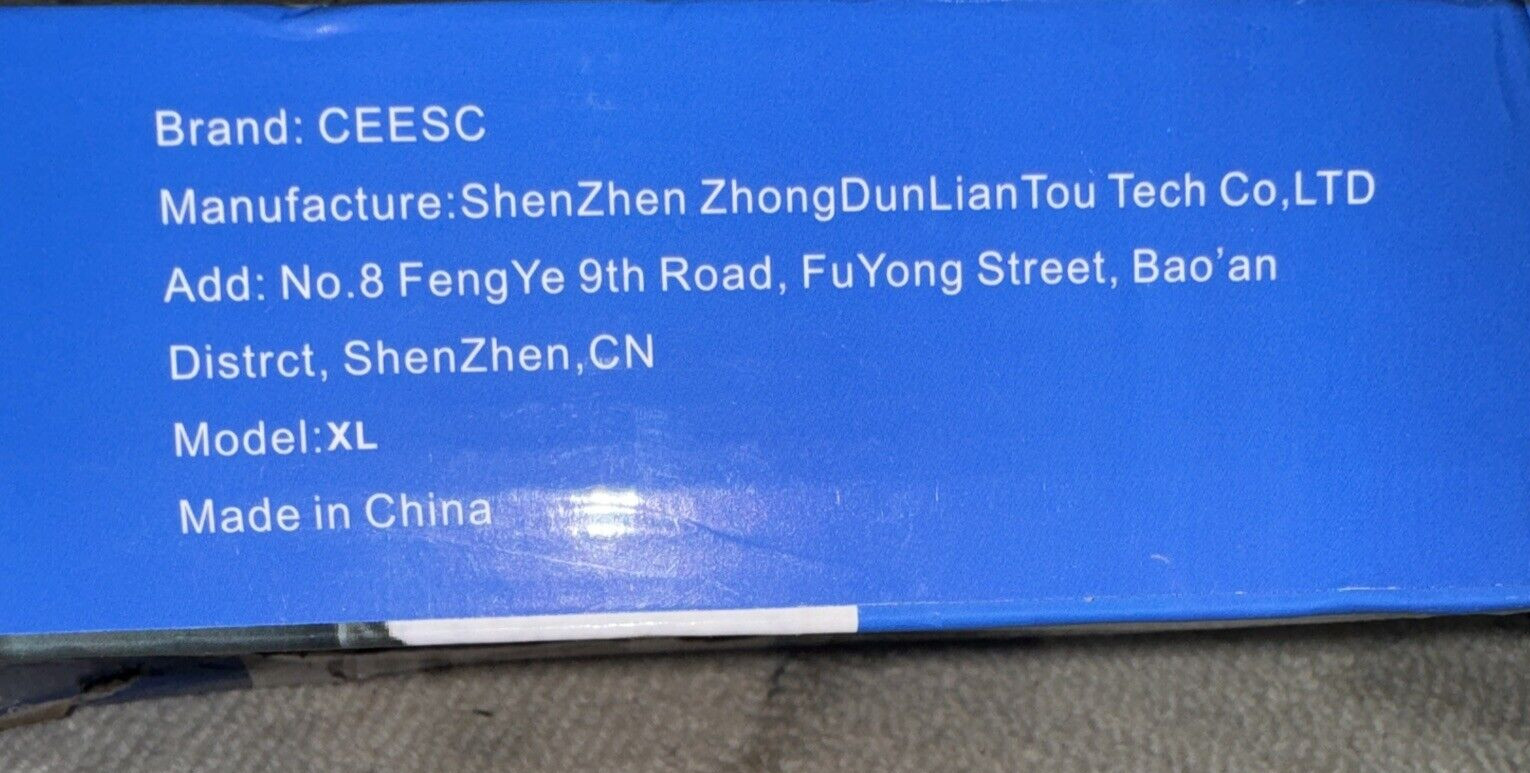 Brand: CEESC
Manufacture:ShenZhen ZhongDunLianTou Tech Co,LTD
Add: No.8 FengYe 9th Road, FuYong Street, Bao’an
Distrct, ShenZhen,CN
Model:XL
Made in China